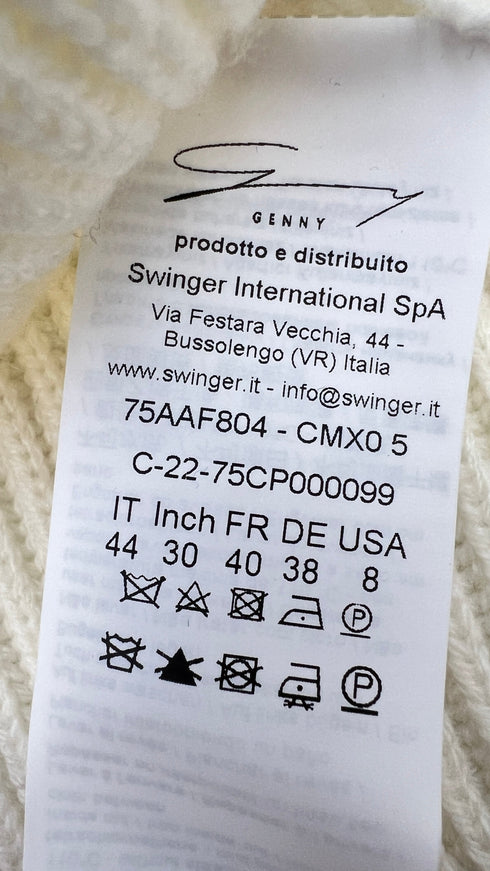 GENNY
prodotto e distribuito
Swinger International SpA
Via Festara Vecchia, 44 -
Bussolengo (VR) Italia
www.swinger.it - info@swinger.it
75AAF804 - CMX0 5
C-22-75CP000099
IT Inch FR DE USA
44 30 40 38 8
P
P